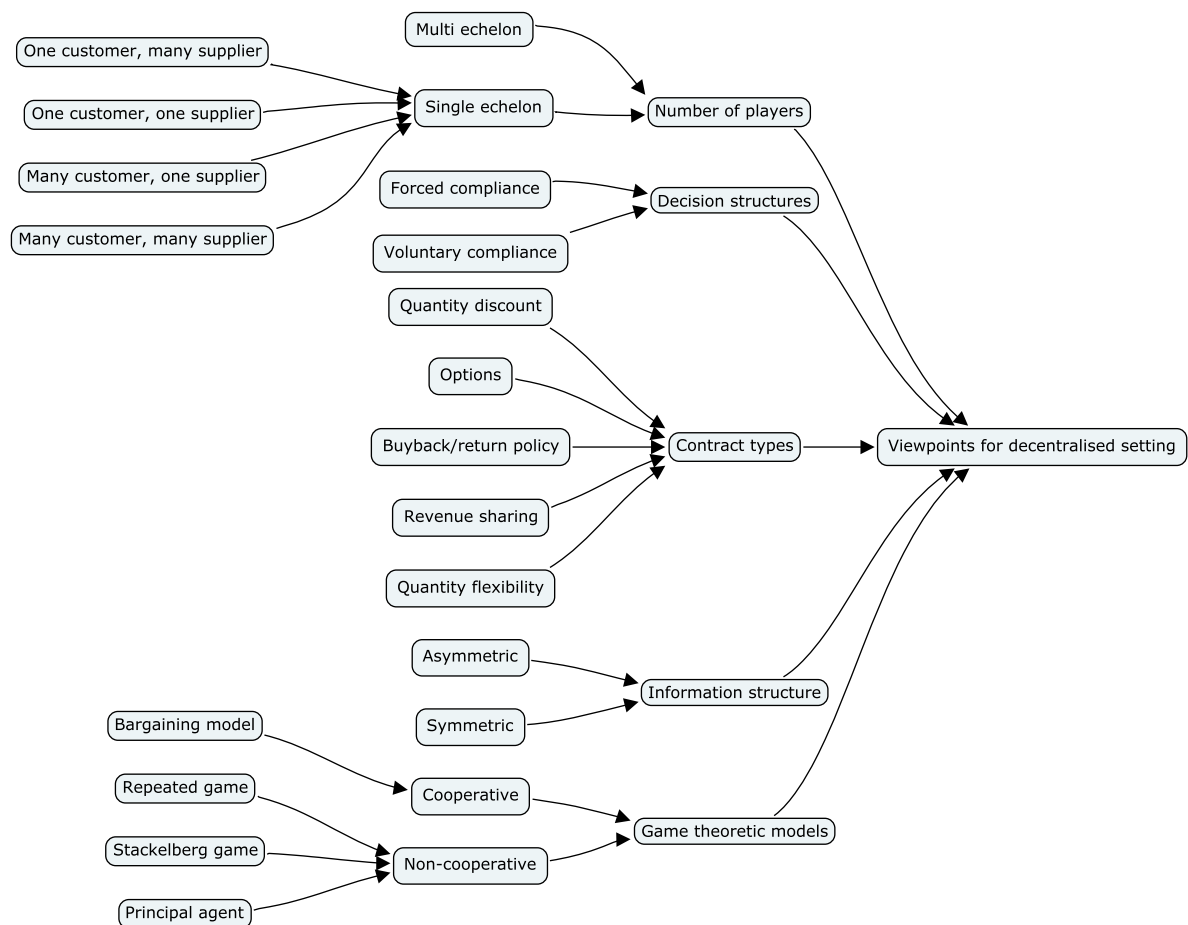 Multi echelon
One customer, many supplier
One customer, one supplier
Single echelon
Number of players
Many customer, one supplier
Many customer, many supplier
Forced compliance
Decision structures
Voluntary compliance
Quantity discount
Options
Buyback/return policy
Contract types
Viewpoints for decentralised setting
Revenue sharing
Quantity flexibility
Asymmetric
Information structure
Symmetric
Bargaining model
Repeated game
Cooperative
Game theoretic models
Stackelberg game
Non-cooperative
Principal agent